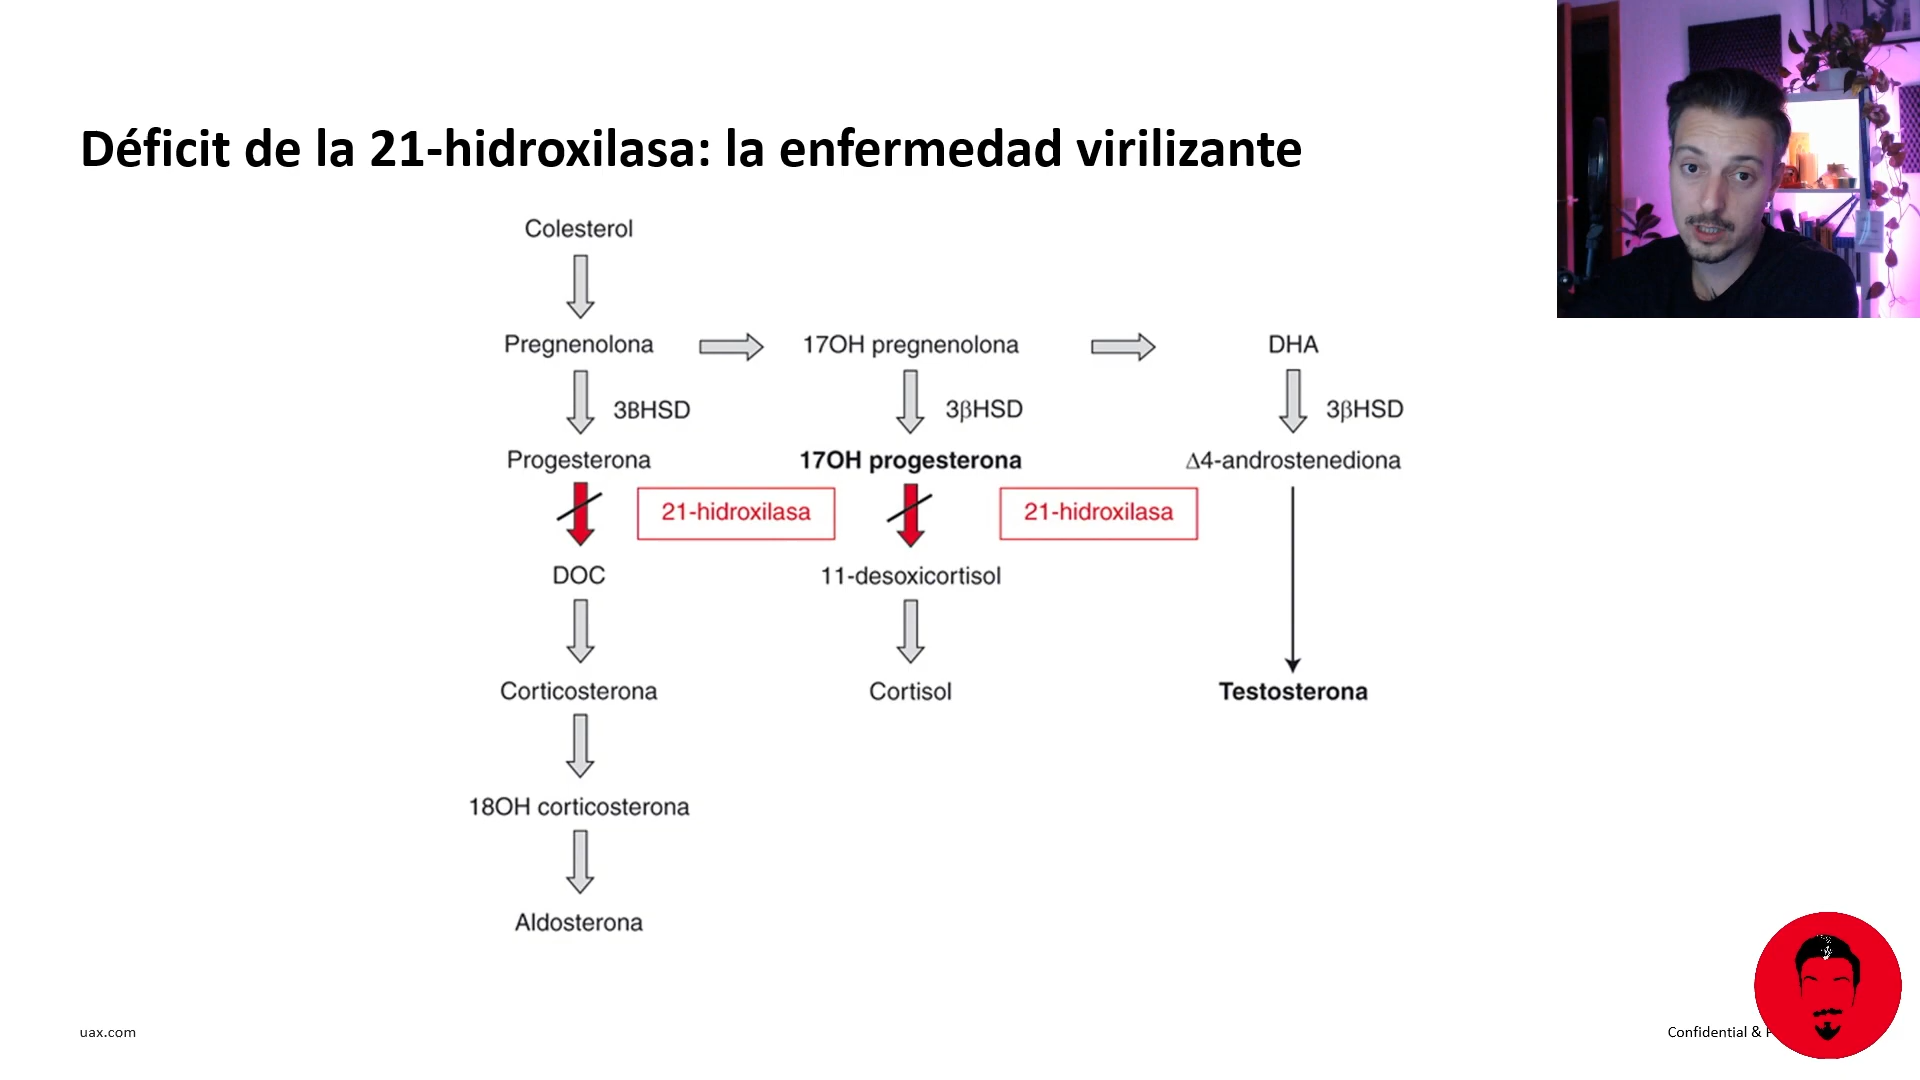 Déficit de la 21-hidroxilasa: la enfermedad virilizante
Colesterol
Pregnenolona
17OH pregnenolona
DHA
3BHSD
3βHSD
3βHSD
Progesterona
17OH progesterona
Δ4-androstenediona
21-hidroxilasa
21-hidroxilasa
DOC
11-desoxicortisol
Corticosterona
Cortisol
Testosterona
18OH corticosterona
Aldosterona
uax.com
Confidential &